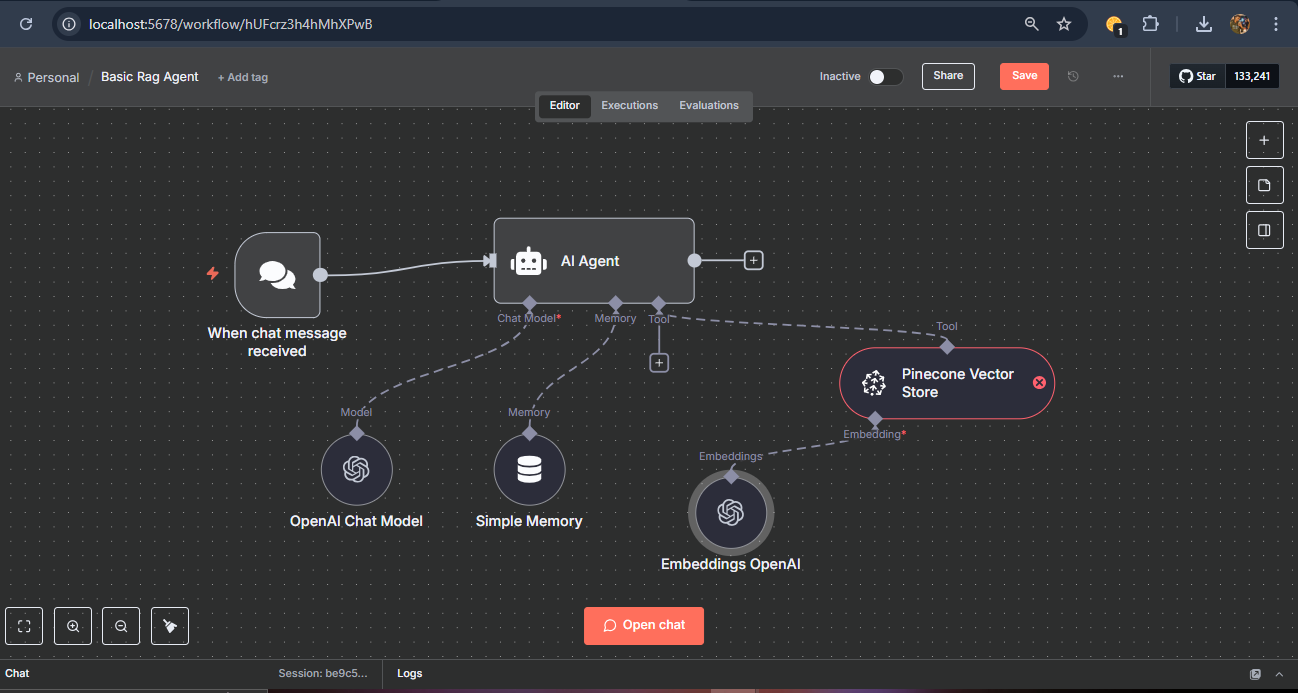 localhost:5678/workflow/hUFcrz3h4hMhXPwB
1
Personal / Basic Rag Agent + Add tag
Inactive Share Save ... Star 133,241
Editor Executions Evaluations
AI Agent
When chat message
received
Chat Model* Memory Tool
Tool
Pinecone Vector
Store
Embedding*
Model
Memory
Embeddings
OpenAI Chat Model
Simple Memory
Embeddings OpenAI
Open chat
Chat Session: be9c5... Logs